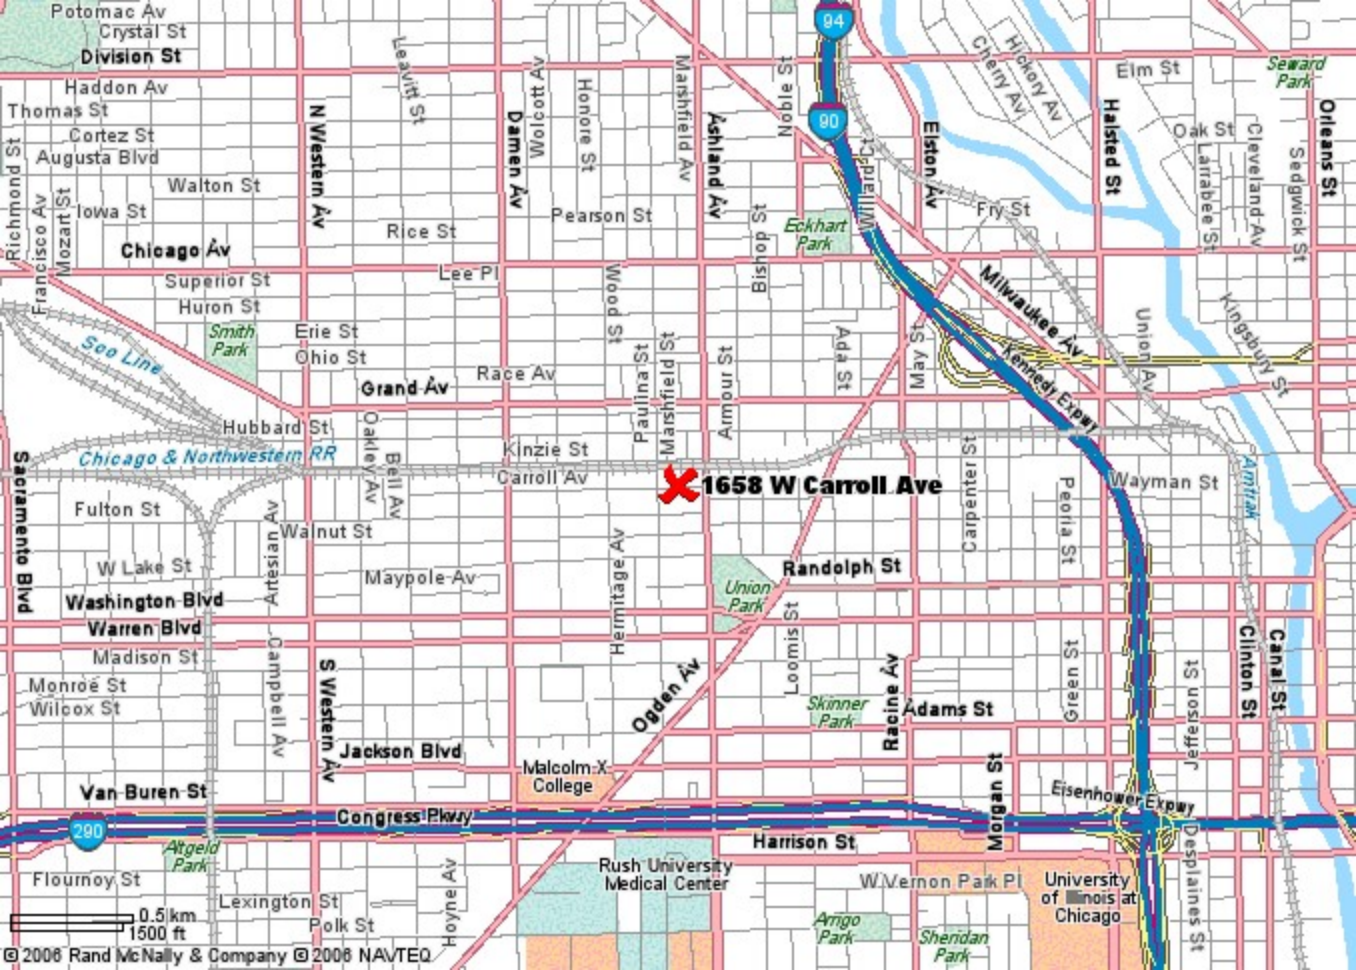 Potomac Av
Crystal St
Division St
Haddon Av
Thomas St
Cortez St
Augusta Blvd
Walton St
Iowa St
Chicago Av
Superior St
Huron St
Richmond St
Francisco Av
Mozart St
N Western Av
Leavitt St
Damen Av
Wolcott Av
Honore St
Marshfield Av
Ashland Av
Noble St
94
90
Willard Ct
Elston Av
Cherry Av
Hickory Av
Halsted St
Elm St
Seward
Park
Oak St
Larrabee St
Cleveland Av
Sedgwick St
Orleans St
Fry St
Pearson St
Rice St
Lee Pl
Bishop St
Eckhart
Park
Milwaukee Av
Kennedy Expwy
Union Av
Kingsbury St
Soo Line
Smith
Park
Erie St
Ohio St
Race Av
Grand Av
Wood St
Paulina St
Marshfield St
Armour St
Ada St
May St
Hubbard St
Chicago & Northwestern RR
Oakley Av
Bell Av
Kinzie St
Carroll Av
1658 W Carroll Ave
Carpenter St
Peoria St
Wayman St
Amtrak
Sacramento Blvd
Fulton St
W Lake St
Washington Blvd
Warren Blvd
Madison St
Monroe St
Wilcox St
Artesian Av
Campbell Av
Walnut St
Maypole Av
Hermitage Av
Union
Park
Randolph St
Loomis St
Ogden Av
Skinner
Park
Racine Av
Adams St
Green St
Jefferson St
Clinton St
Canal St
S Western Av
Jackson Blvd
Van Buren St
Malcolm X
College
Morgan St
Eisenhower Expwy
290
Congress Pkwy
Harrison St
Altgeld
Park
Flournoy St
Lexington St
Polk St
Hoyne Av
Rush University
Medical Center
W Vernon Park Pl
University
of Illinois at
Chicago
Desplaines St
Arrigo
Park
Sheridan
Park
0.5 km
1500 ft
© 2006 Rand McNally & Company © 2006 NAVTEQ